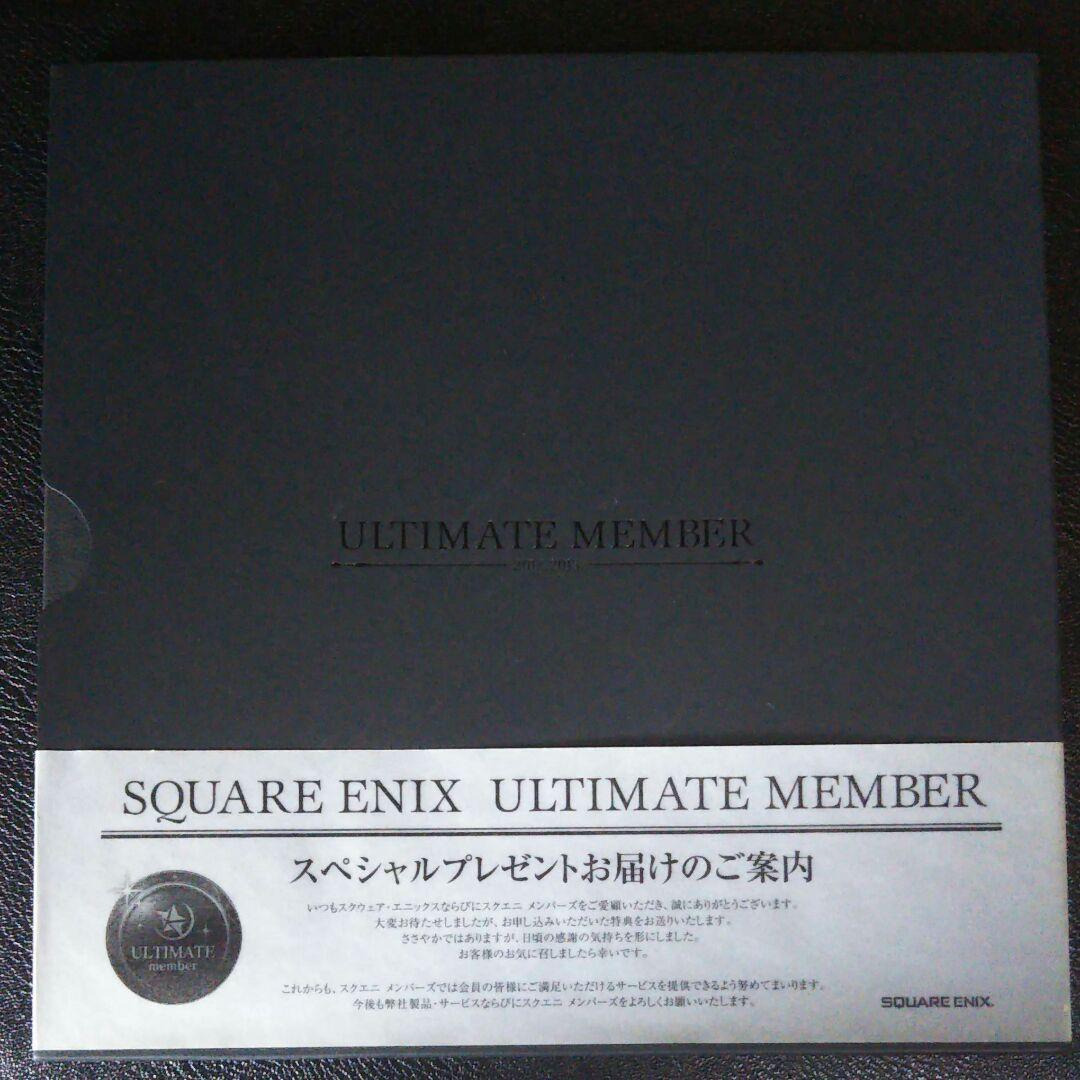 ULTIMATE MEMBER
SQUARE ENIX ULTIMATE MEMBER
スペシャルプレゼントお届けのご案内
いつもスクウェア・エニックスならびにスクエニ メンバーズをご愛顧いただき、誠にありがとうございます。
大変お待たせしましたが、お申し込みいただいた特典をお送りいたします。
ささやかではありますが、日頃の感謝の気持ちを形にしました。
お客様のお気に召しましたら幸いです。
ULTIMATE
member
これからも、スクエニ メンバーズでは会員の皆様にご満足いただけるサービスを提供できるよう努めてまいります。
今後も弊社製品・サービスならびにスクエニ メンバーズをよろしくお願いいたします。
SQUARE ENIX.